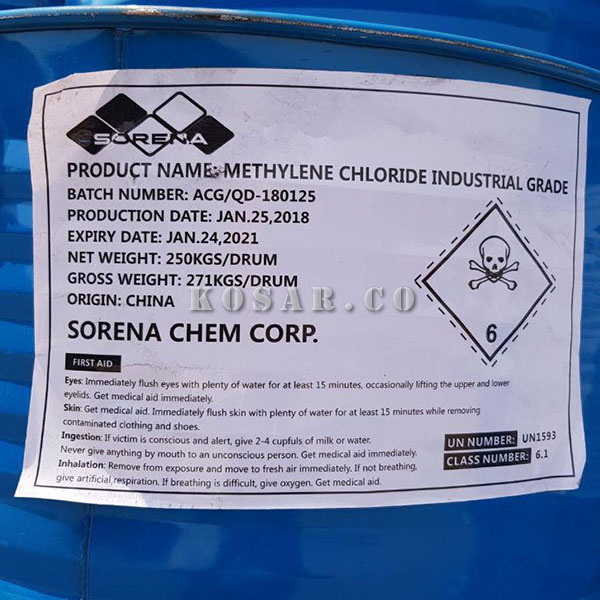 SORENA
PRODUCT NAME: METHYLENE CHLORIDE INDUSTRIAL GRADE
BATCH NUMBER: ACG/QD-180125
PRODUCTION DATE: JAN.25,2018
EXPIRY DATE: JAN.24,2021
NET WEIGHT: 250KGS/DRUM
GROSS WEIGHT: 271KGS/DRUM
ORIGIN: CHINA
KOSAR.CO
6
SORENA CHEM CORP.
FIRST AID
Eyes: Immediately flush eyes with plenty of water for at least 15 minutes, occasionally lifting the upper and lower
eyelids. Get medical aid immediately.
Skin: Get medical aid. Immediately flush skin with plenty of water for at least 15 minutes while removing
contaminated clothing and shoes.
Ingestion: If victim is conscious and alert, give 2-4 cupfuls of milk or water.
Never give anything by mouth to an unconscious person. Get medical aid immediately.
Inhalation: Remove from exposure and move to fresh air immediately. If not breathing,
give artificial respiration. If breathing is difficult, give oxygen. Get medical aid.
UN NUMBER: UN1593
CLASS NUMBER: 6.1